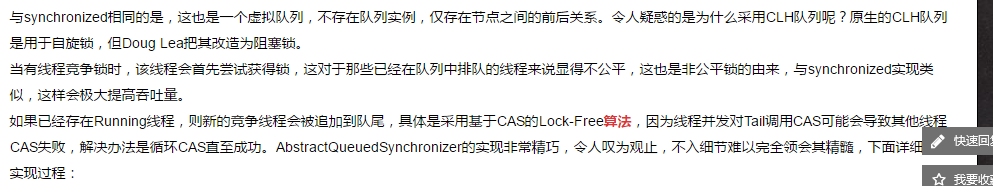 与synchronized相同的是，这也是一个虚拟队列，不存在队列实例，仅存在节点之间的前后关系。令人疑惑的是为什么采用CLH队列呢？原生的CLH队列
是用于自旋锁，但Doug Lea把其改造为阻塞锁。
当有线程竞争锁时，该线程会首先尝试获得锁，这对于那些已经在队列中排队的线程来说显得不公平，这也是非公平锁的由来，与synchronized实现类
似，这样会极大提高吞吐量。
如果已经存在Running线程，则新的竞争线程会被追加到队尾，具体是采用基于CAS的Lock-Free算法，因为线程并发对Tail调用CAS可能会导致其他线程
CAS失败，解决办法是循环CAS直至成功。AbstractQueuedSynchronizer的实现非常精巧，令人叹为观止，不入细节难以完全领会其精髓，下面详细
实现过程：
快速回
我要收